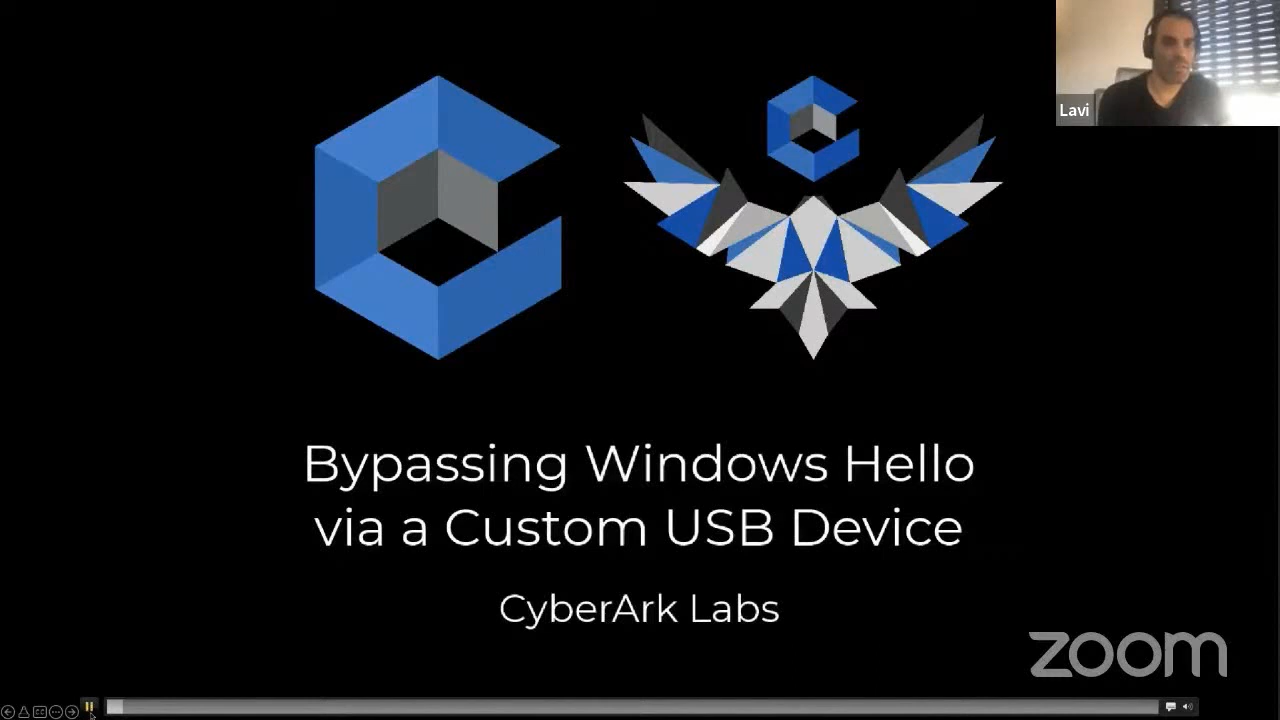 Lavi
Bypassing Windows Hello
via a Custom USB Device
CyberArk Labs
zoom